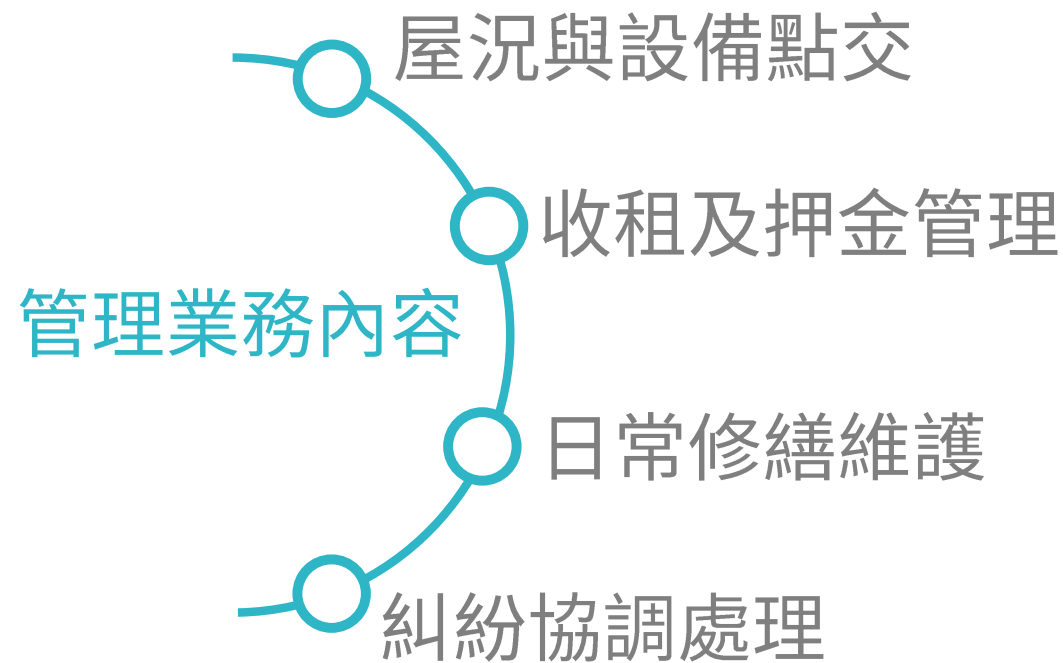 屋況與設備點交
收租及押金管理
管理業務內容
日常修繕維護
糾紛協調處理